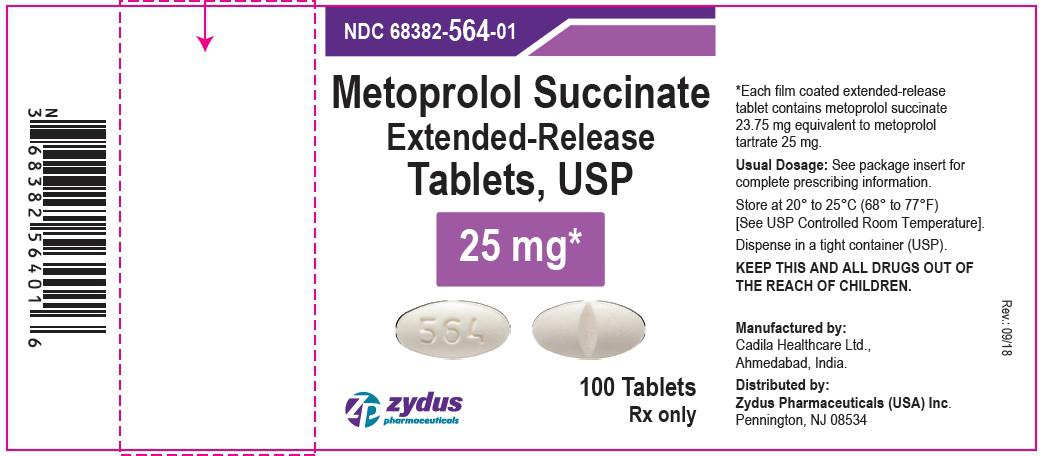 N
3 68382 56401 6
NDC 68382-564-01
Metoprolol Succinate
Extended-Release
Tablets, USP
25 mg*
564
zydus
pharmaceuticals
100 Tablets
Rx only
*Each film coated extended-release
tablet contains metoprolol succinate
23.75 mg equivalent to metoprolol
tartrate 25 mg.
Usual Dosage: See package insert for
complete prescribing information.
Store at 20° to 25°C (68° to 77°F)
[See USP Controlled Room Temperature].
Dispense in a tight container (USP).
KEEP THIS AND ALL DRUGS OUT OF
THE REACH OF CHILDREN.
Manufactured by:
Cadila Healthcare Ltd.,
Ahmedabad, India.
Distributed by:
Zydus Pharmaceuticals (USA) Inc.
Pennington, NJ 08534
Rev.: 09/18